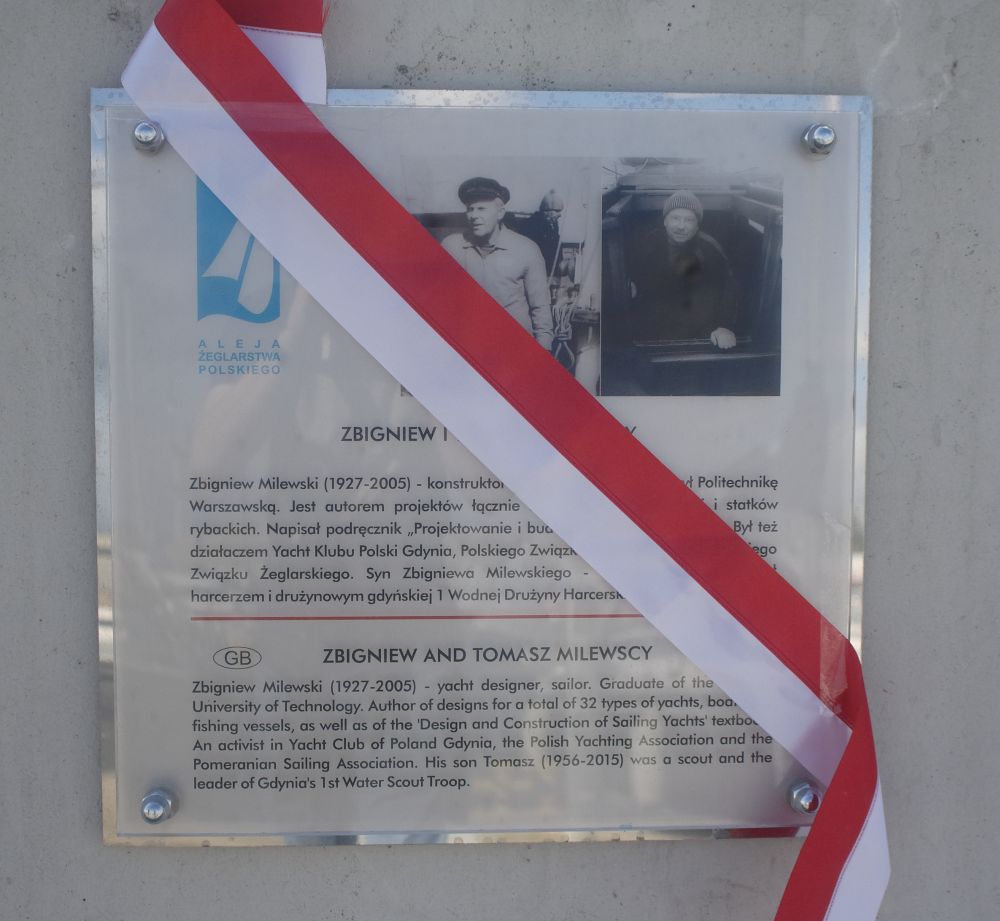 ALEJA
ŻEGLARSTWA
POLSKIEGO
ZBIGNIEW I
Zbigniew Milewski (1927-2005) - konstruktor Politechnikę
Warszawską. Jest autorem projektów łącznie i statków
rybackich. Napisał podręcznik „Projektowanie i Był też
działaczem Yacht Klubu Polski Gdynia, Polskiego
Związku Żeglarskiego. Syn Zbigniewa Milewskiego -
harcerzem i drużynowym gdyńskiej 1 Wodnej Drużyny
GB
ZBIGNIEW AND TOMASZ MILEWSCY
Zbigniew Milewski (1927-2005) - yacht designer, sailor. Graduate of the
University of Technology. Author of designs for a total of 32 types of yachts,
fishing vessels, as well as of the 'Design and Construction of Sailing Yachts'
An activist in Yacht Club of Poland Gdynia, the Polish Yachting Association and the
Pomeranian Sailing Association. His son Tomasz (1956-2015) was a scout and the
leader of Gdynia's 1st Water Scout Troop.